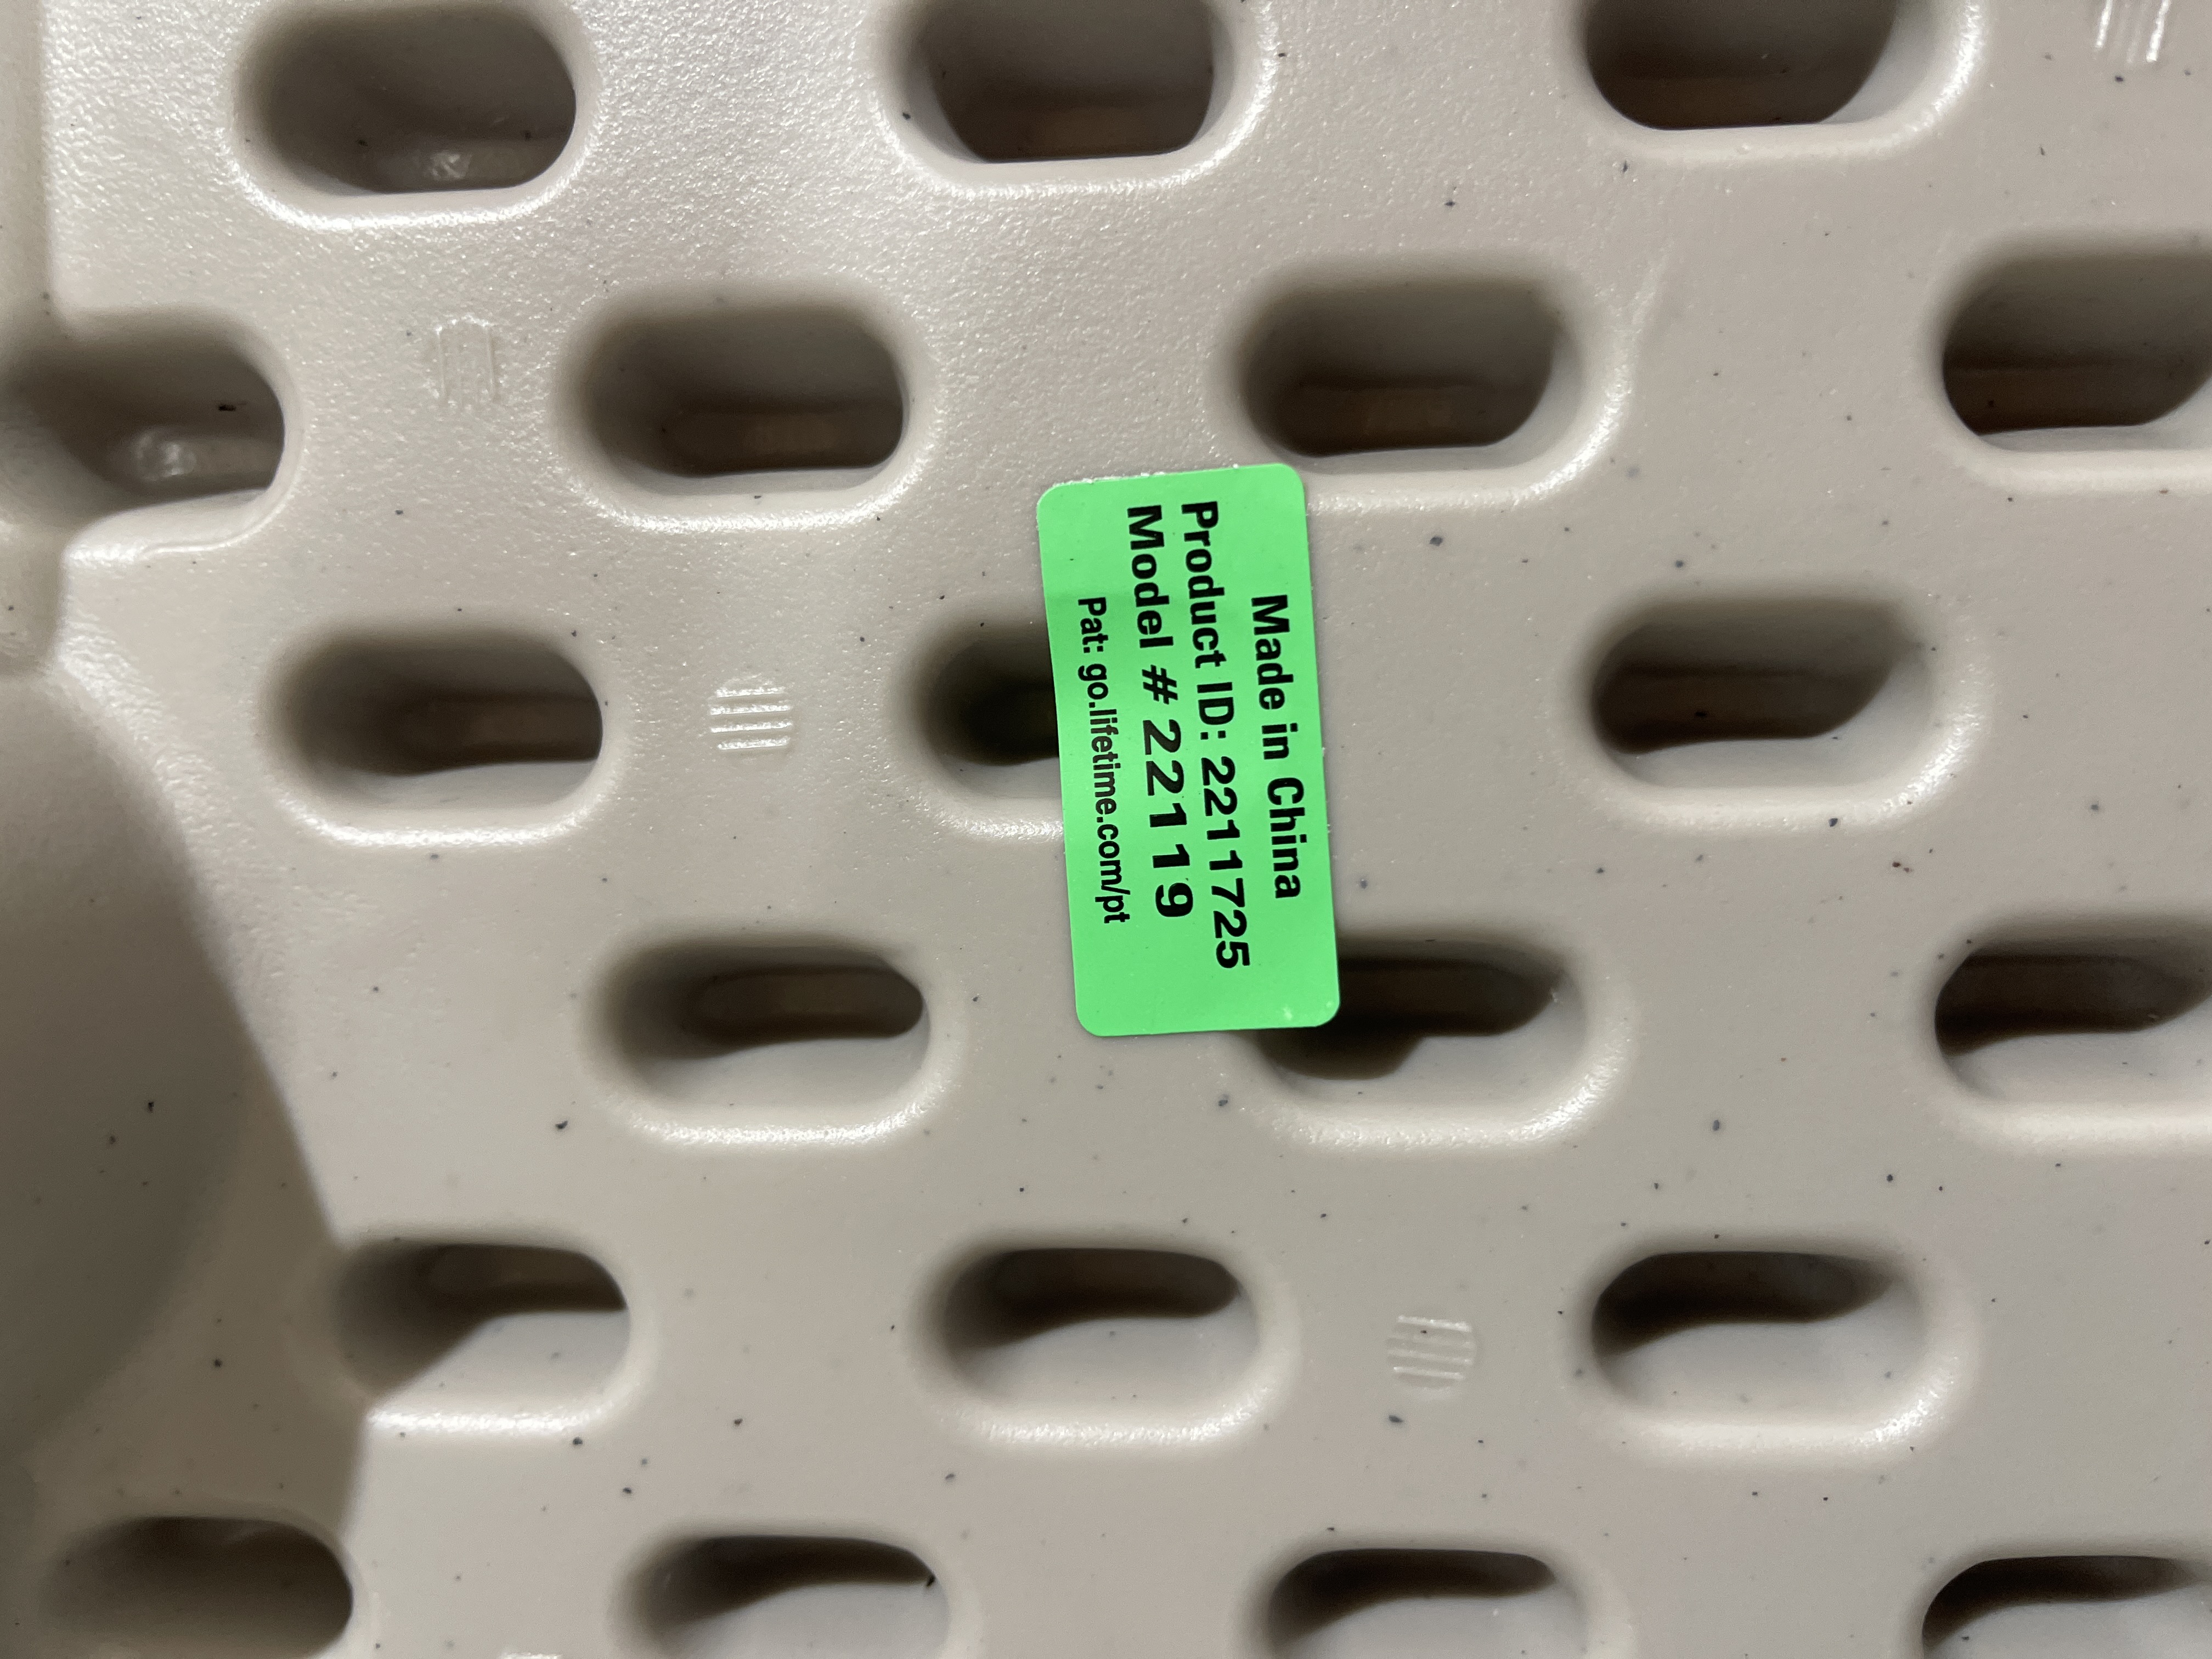 Made in China
Product ID: 2211725
Model # 22119
Pat: go.lifetime.com/pt